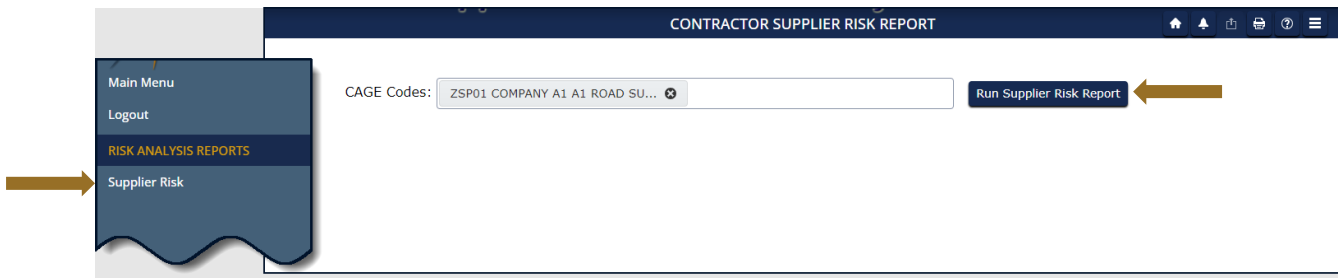 CONTRACTOR SUPPLIER RISK REPORT
Main Menu
Logout
RISK ANALYSIS REPORTS
Supplier Risk
CAGE Codes:
ZSP01 COMPANY A1 A1 ROAD SU...
Run Supplier Risk Report